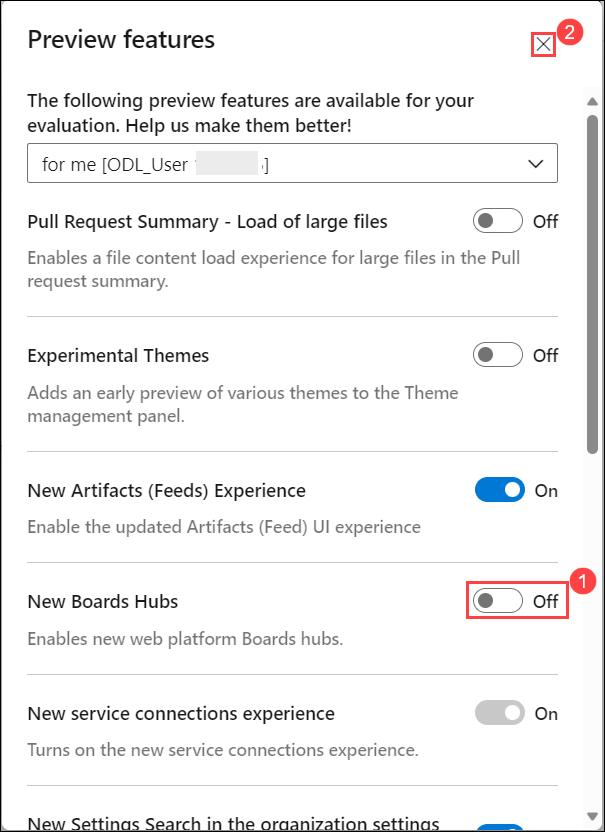 Preview features
2
The following preview features are available for your
evaluation. Help us make them better!
for me [ODL_User ]
Pull Request Summary - Load of large files
Off
Enables a file content load experience for large files in the Pull
request summary.
Experimental Themes
Off
Adds an early preview of various themes to the Theme
management panel.
New Artifacts (Feeds) Experience
On
Enable the updated Artifacts (Feed) UI experience
1
New Boards Hubs
Off
Enables new web platform Boards hubs.
New service connections experience
On
Turns on the new service connections experience.
New Settings Search in the organization settings